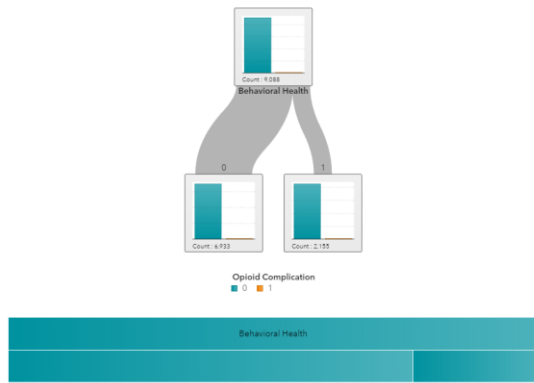 Count : 9,088
Behavioral Health
0 1
Count : 6,933
Count : 2,155
Opioid Complication
0 1
Behavioral Health